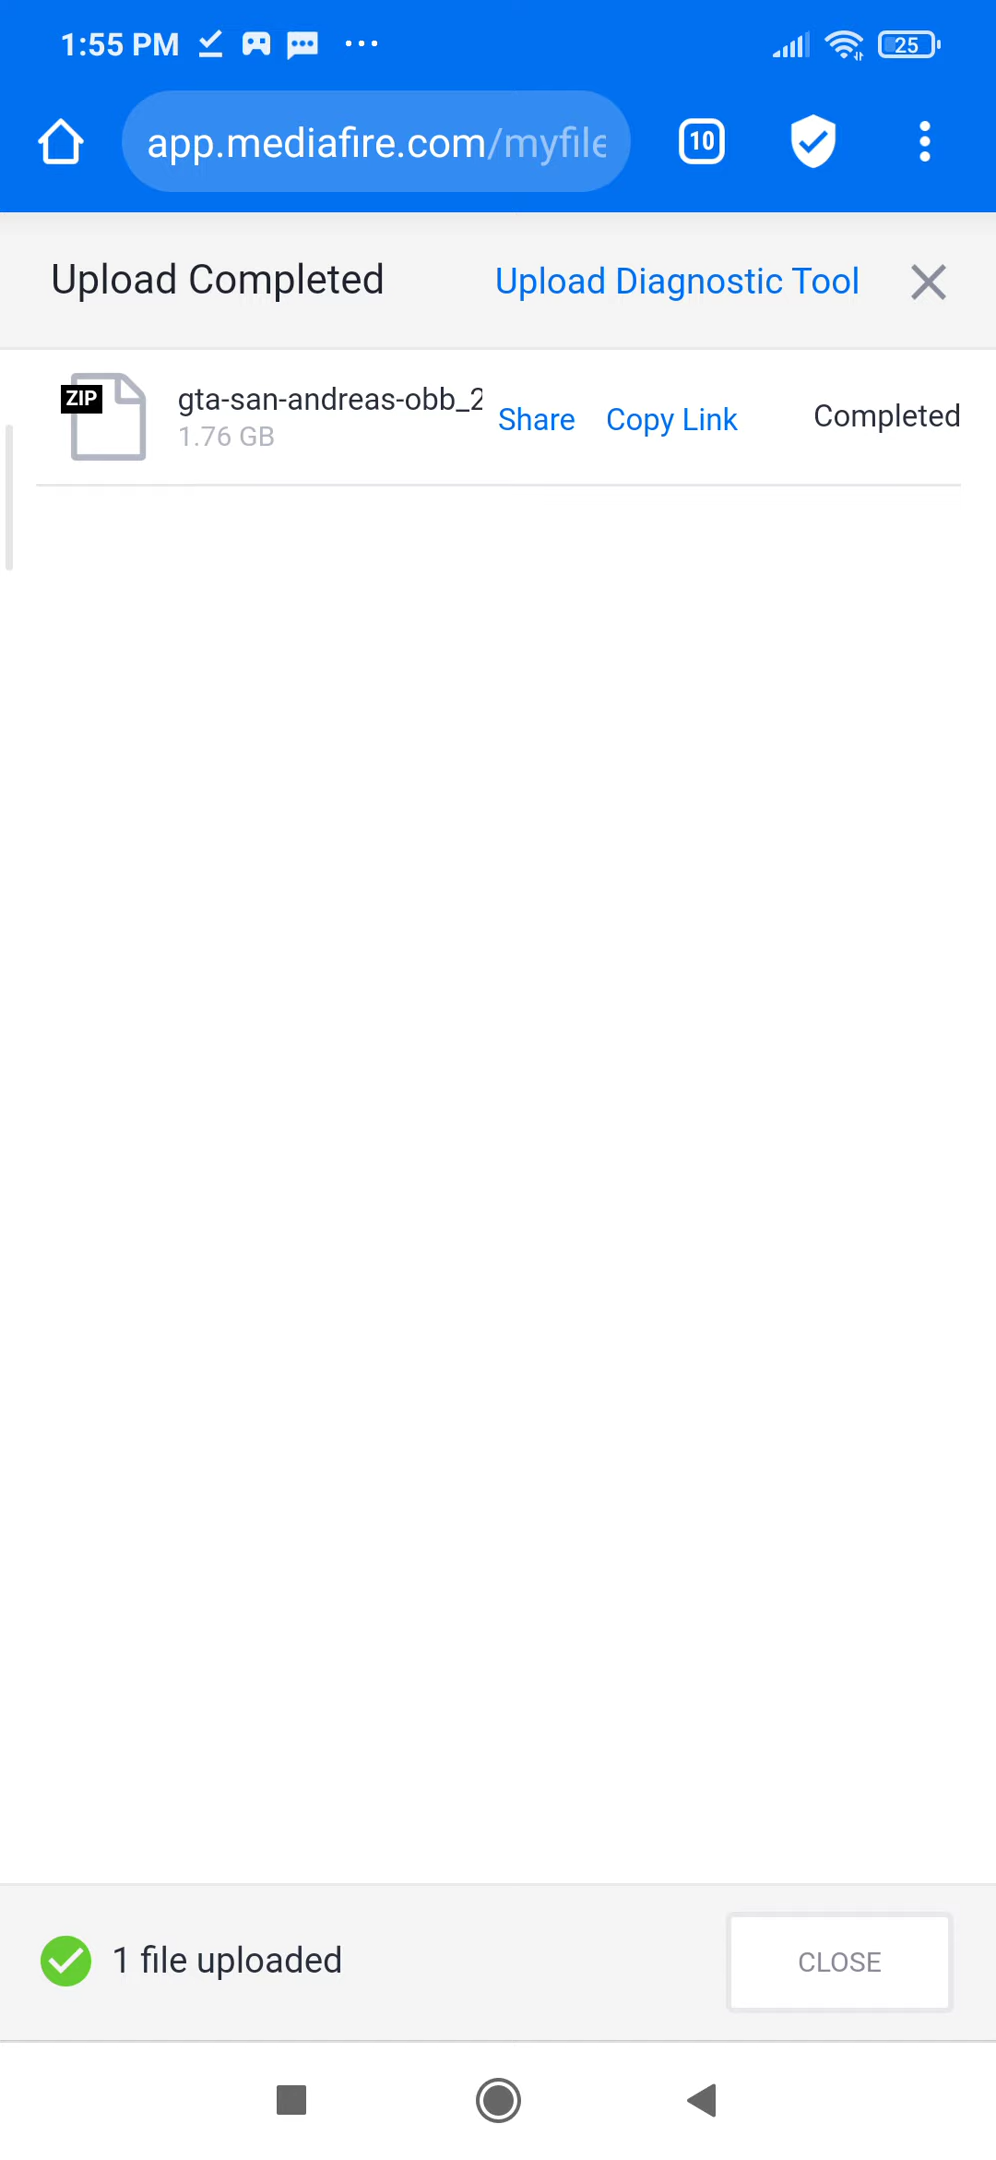 1:55 PM
25
app.mediafire.com/myfile
10
Upload Completed
Upload Diagnostic Tool
ZIP
gta-san-andreas-obb_2
1.76 GB
Share
Copy Link
Completed
1 file uploaded
CLOSE